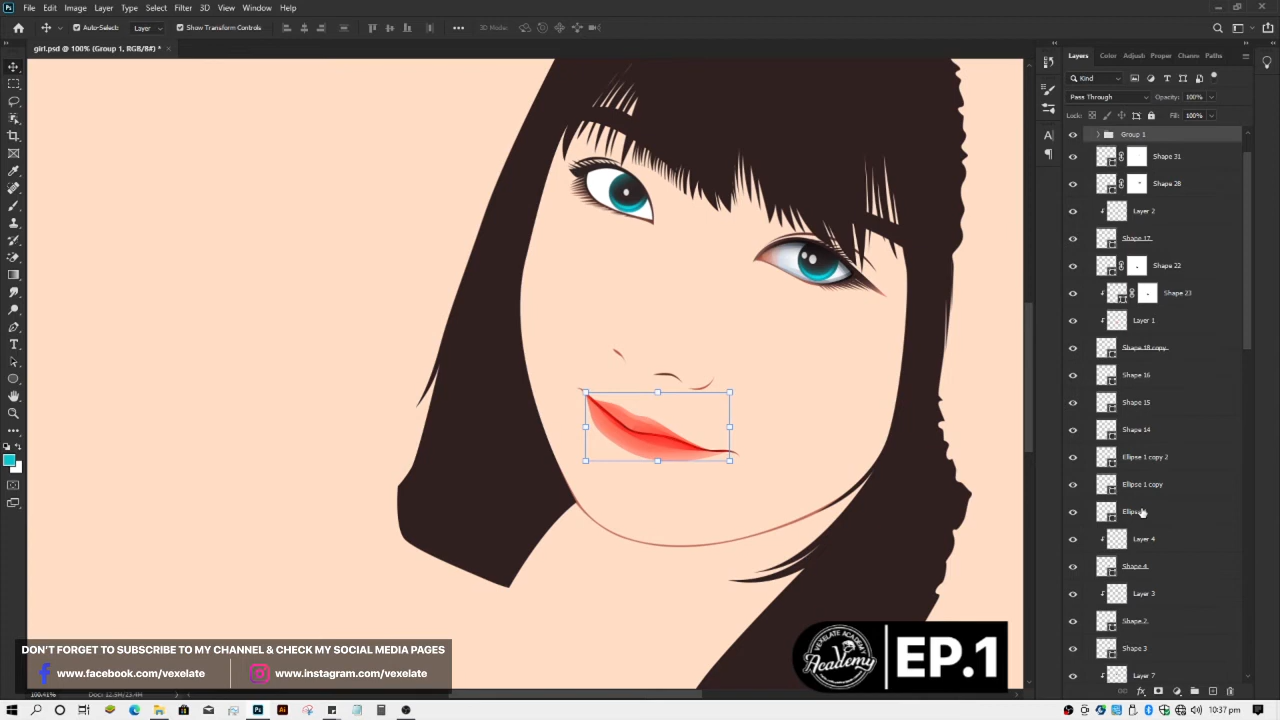 File Edit Image Layer Type Select Filter 3D View Window Help
Auto-Select: Layer Show Transform Controls 3D Mode:
girl.psd @ 100% (Group 1, RGB/8#) *
Layers Color Adjust Proper Chann Paths
Kind
Pass Through Opacity: 100%
Lock: Fill: 100%
Group 1
Shape 31
Shape 28
Layer 2
Shape 17
Shape 22
Shape 23
Layer 1
Shape 18 copy
Shape 16
Shape 15
Shape 14
Ellipse 1 copy 2
Ellipse 1 copy
Layer 4
Shape 4
Layer 3
Shape 2
Shape 3
Layer 7
DON'T FORGET TO SUBSCRIBE TO MY CHANNEL & CHECK MY SOCIAL MEDIA PAGES
www.facebook.com/vexelate
www.instagram.com/vexelate
VEXELATE ACADEMY
Academy
EP.1
10:37 pm